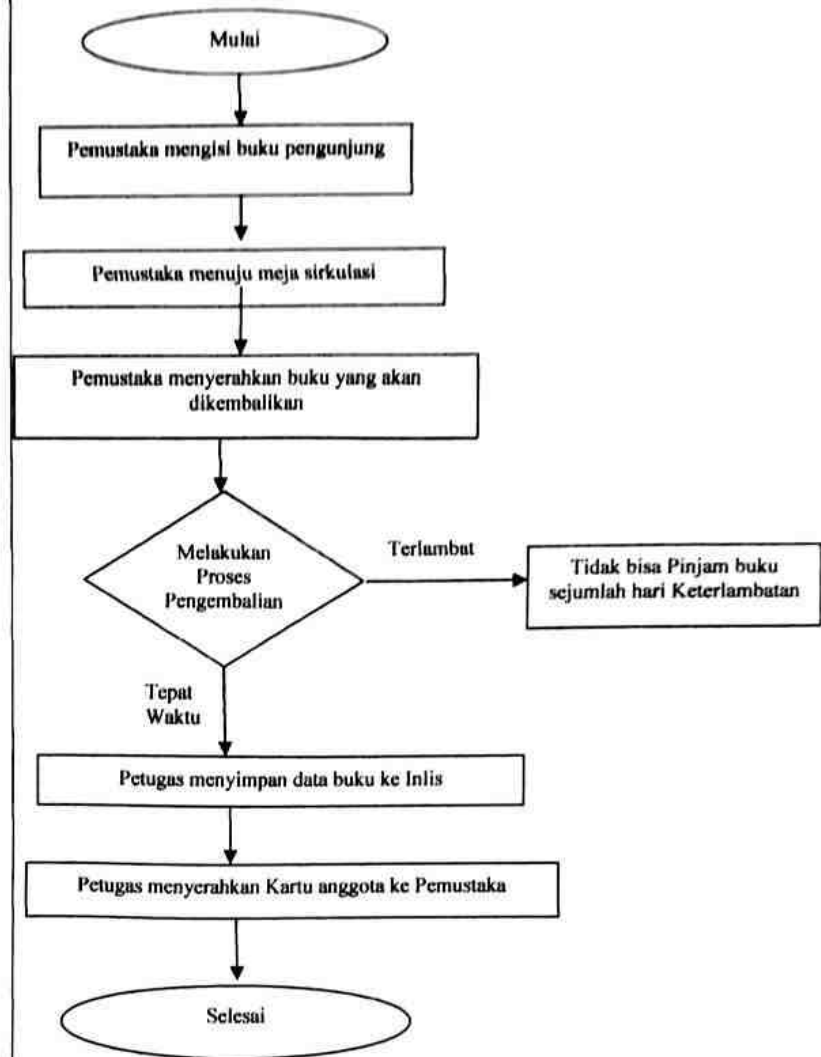 Mulai
Pemustaka mengisi buku pengunjung
Pemustaka menuju meja sirkulasi
Pemustaka menyerahkan buku yang akan
dikembalikan
Melakukan
Proses
Pengembalian
Terlambat
Tidak bisa Pinjam buku
sejumlah hari Keterlambatan
Tepat
Waktu
Petugas menyimpan data buku ke Inlis
Petugas menyerahkan Kartu anggota ke Pemustaka
Selesai